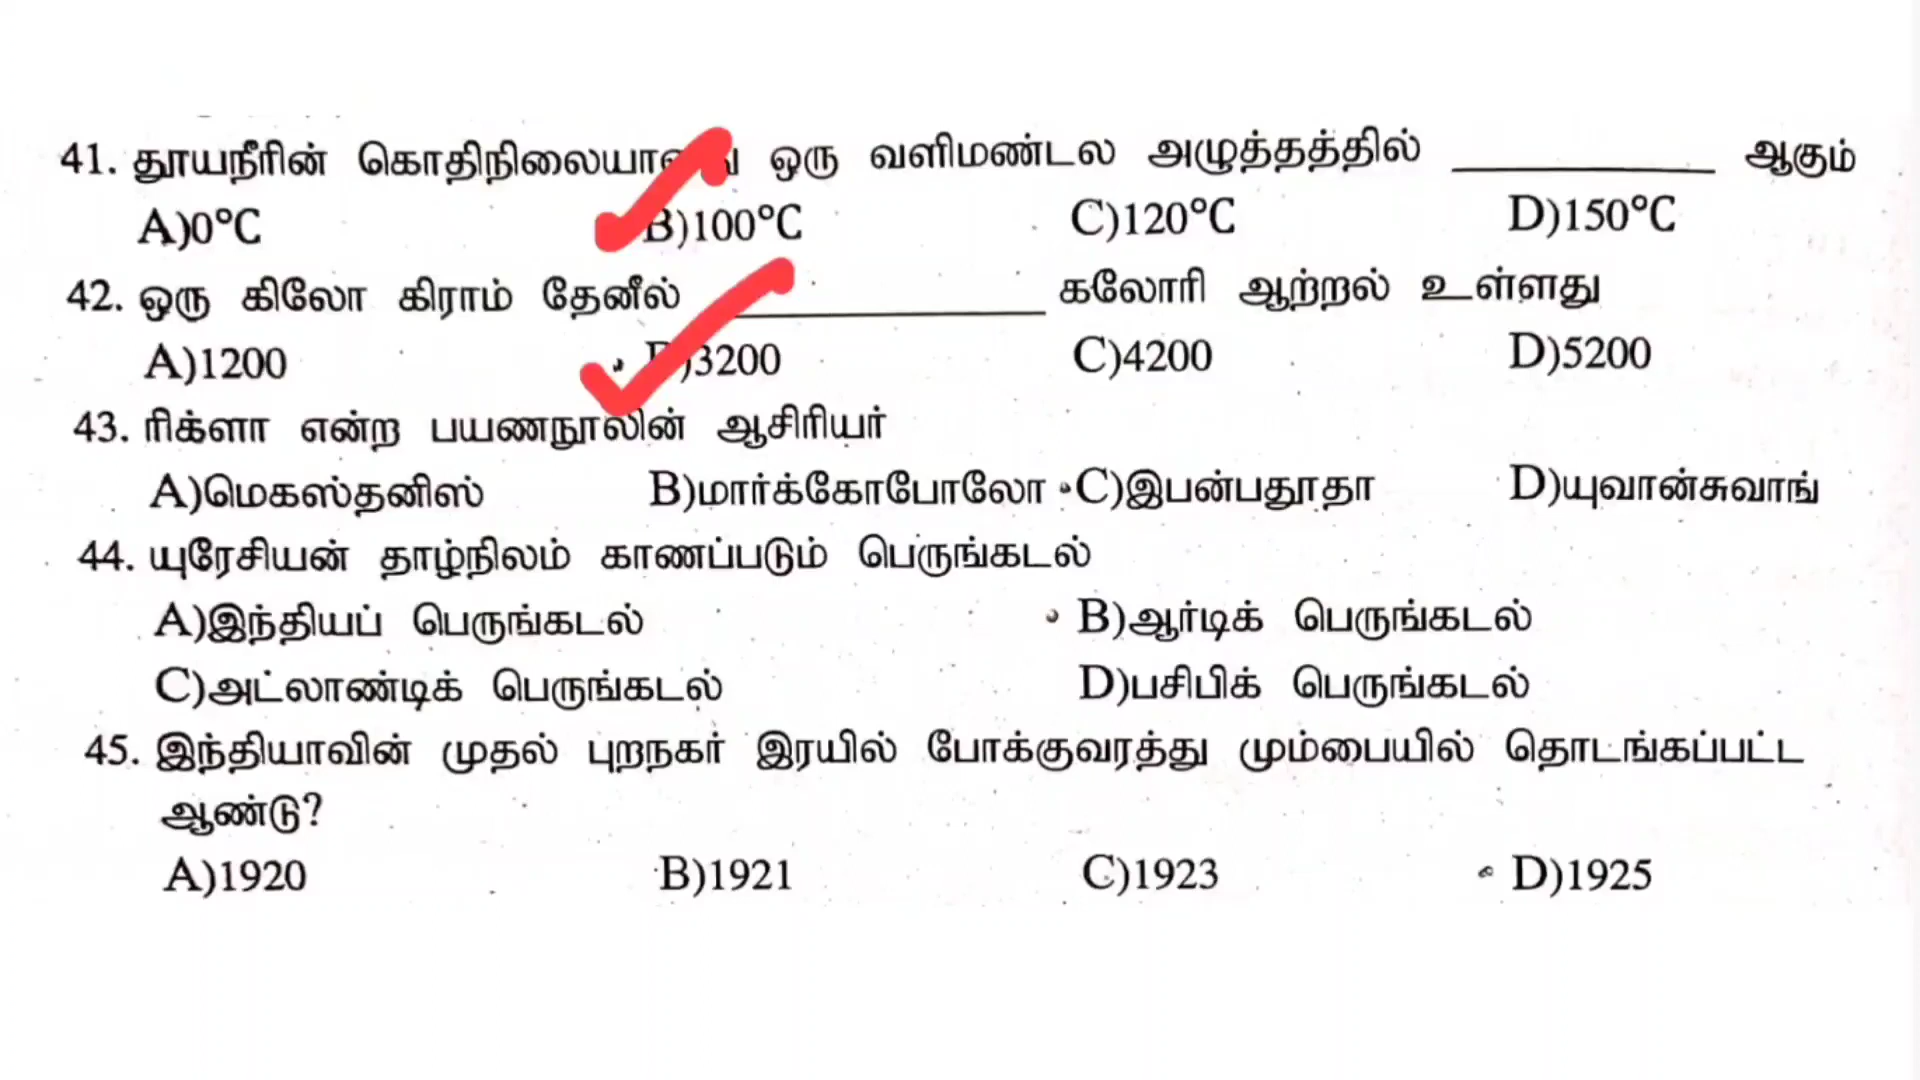 41. தூயநீரின் கொதிநிலையானது ஒரு வளிமண்டல அழுத்தத்தில் ____________ ஆகும்
A)0°C B)100°C C)120°C D)150°C
42. ஒரு கிலோ கிராம் தேனீல் ____________ கலோரி ஆற்றல் உள்ளது
A)1200 B)3200 C)4200 D)5200
43. ரிக்ளா என்ற பயணநூலின் ஆசிரியர்
A)மெகஸ்தனிஸ் B)மார்க்கோபோலோ C)இபன்பதூதா D)யுவான்சுவாங்
44. யுரேசியன் தாழ்நிலம் காணப்படும் பெருங்கடல்
A)இந்தியப் பெருங்கடல் B)ஆர்டிக் பெருங்கடல்
C)அட்லாண்டிக் பெருங்கடல் D)பசிபிக் பெருங்கடல்
45. இந்தியாவின் முதல் புறநகர் இரயில் போக்குவரத்து மும்பையில் தொடங்கப்பட்ட
ஆண்டு?
A)1920 B)1921 C)1923 D)1925